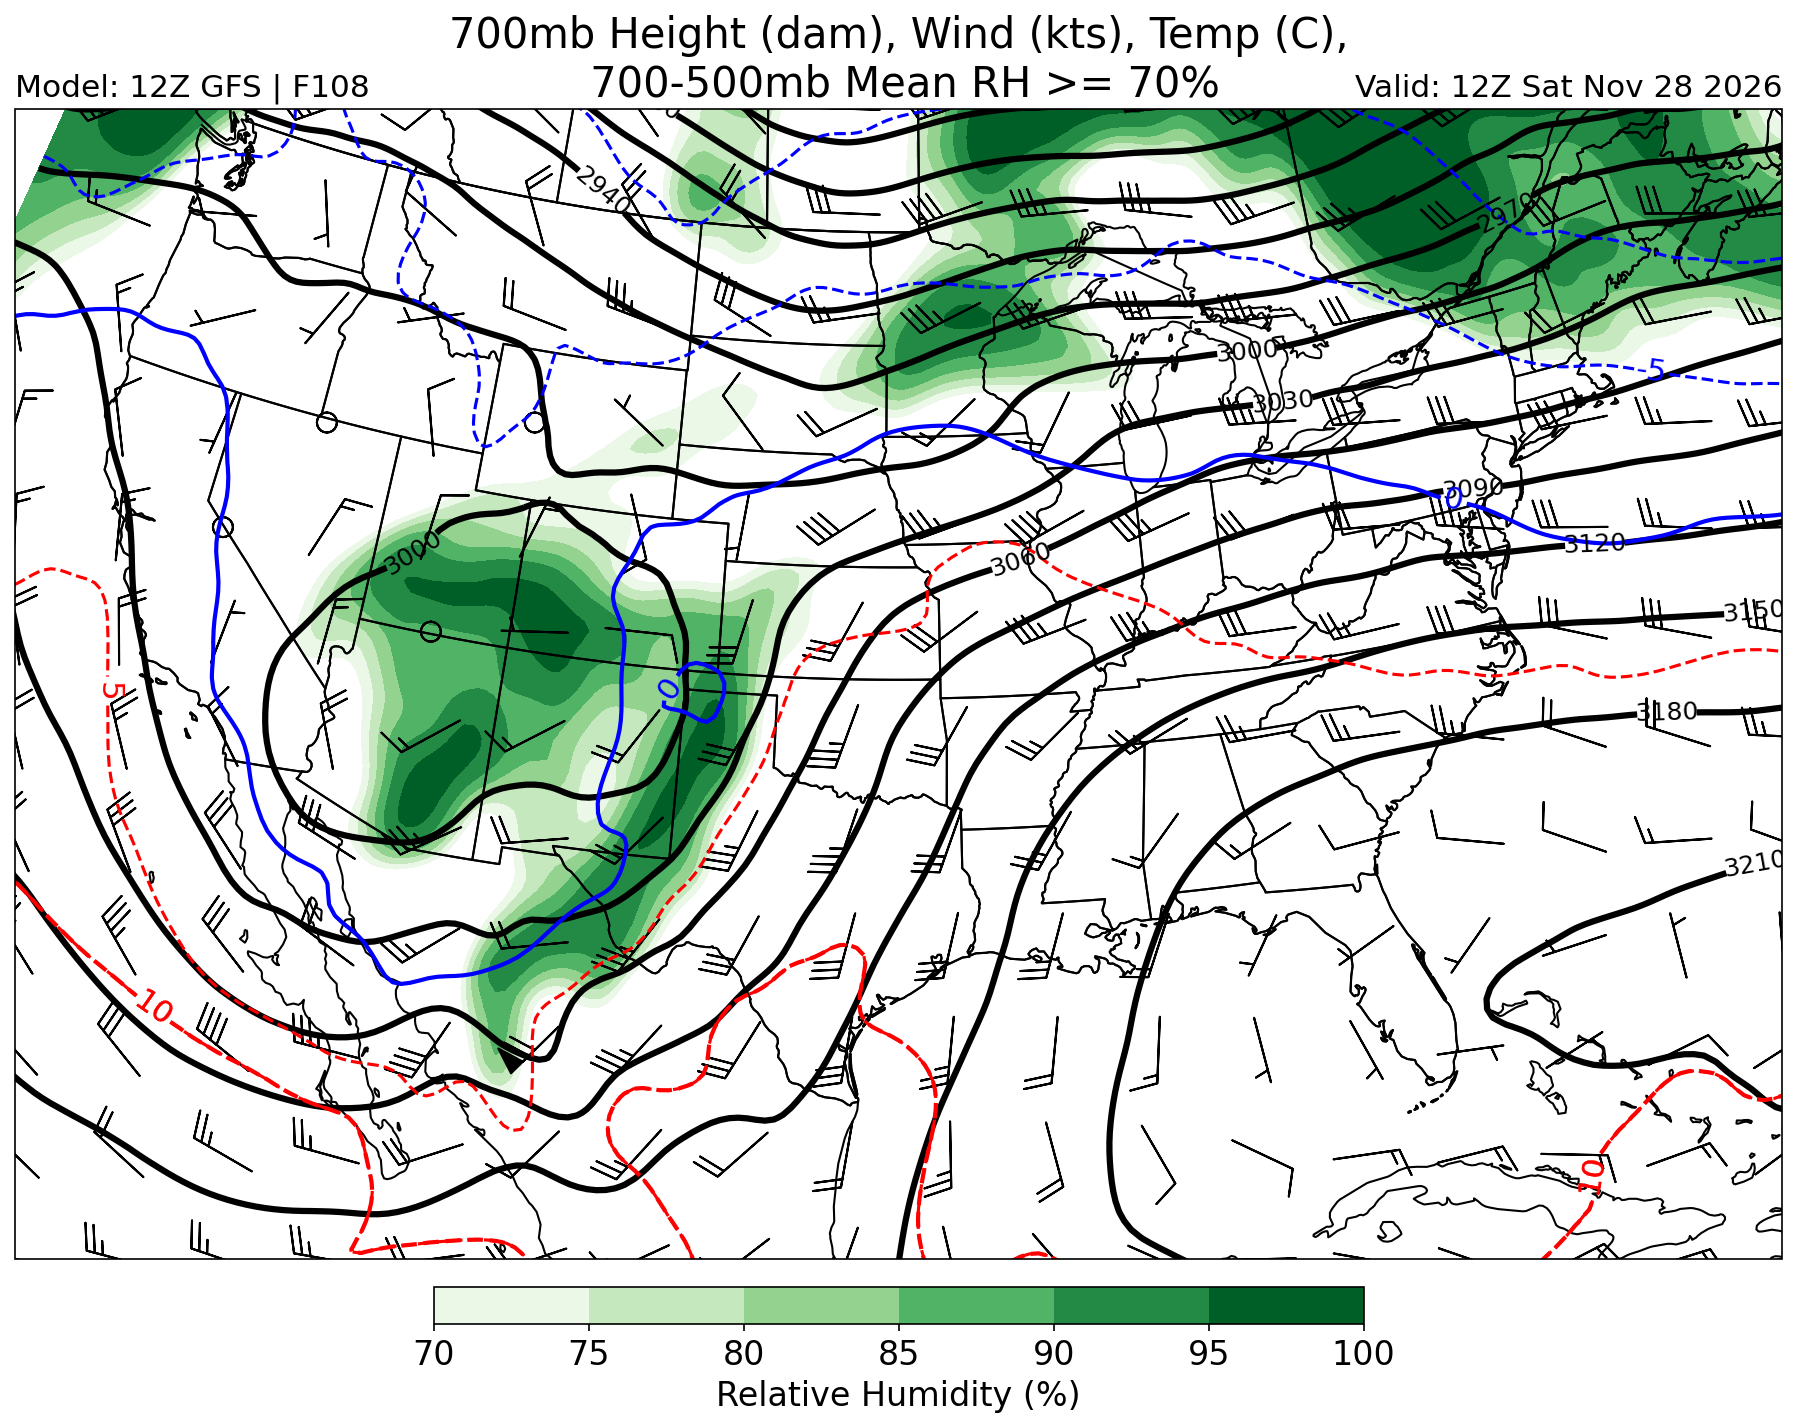 700mb Height (dam), Wind (kts), Temp (C),
Model: 12Z GFS | F108
700-500mb Mean RH >= 70%
Valid: 12Z Sat Nov 28 2026
2940
2970
3000
5
3030
3090
0
3000
3060
3120
3150
5
0
3180
3210
10
10
70 75 80 85 90 95 100
Relative Humidity (%)